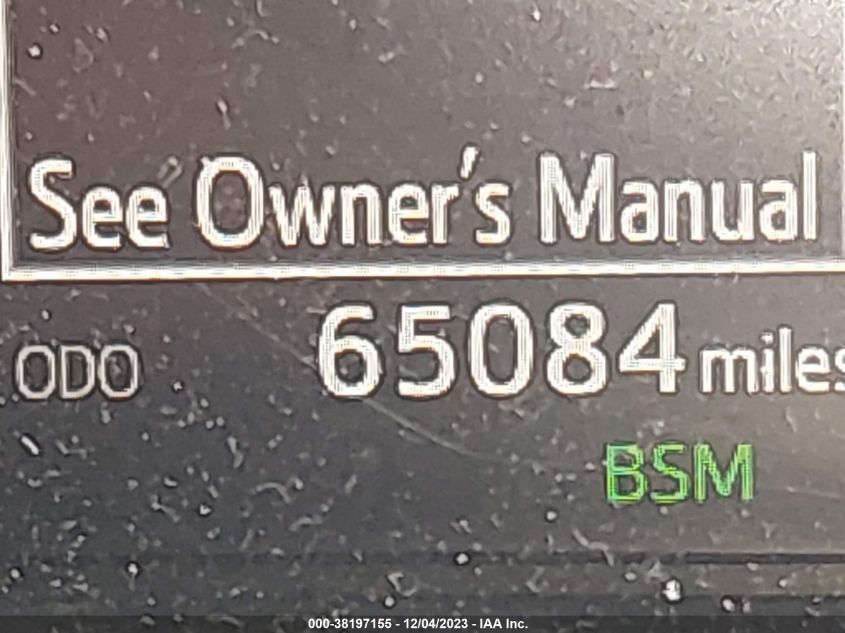 See Owner's Manual
ODO 65084 miles
BSM
000-38197155 - 12/04/2023 - IAA Inc.